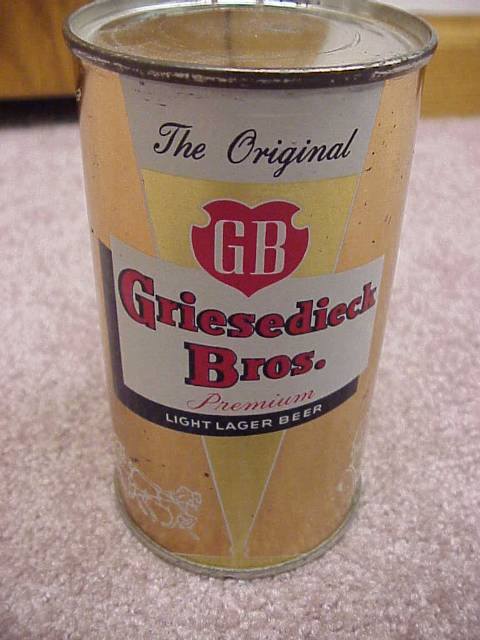 The Original
GB
Griesedieck
Bros.
Premium
LIGHT LAGER BEER